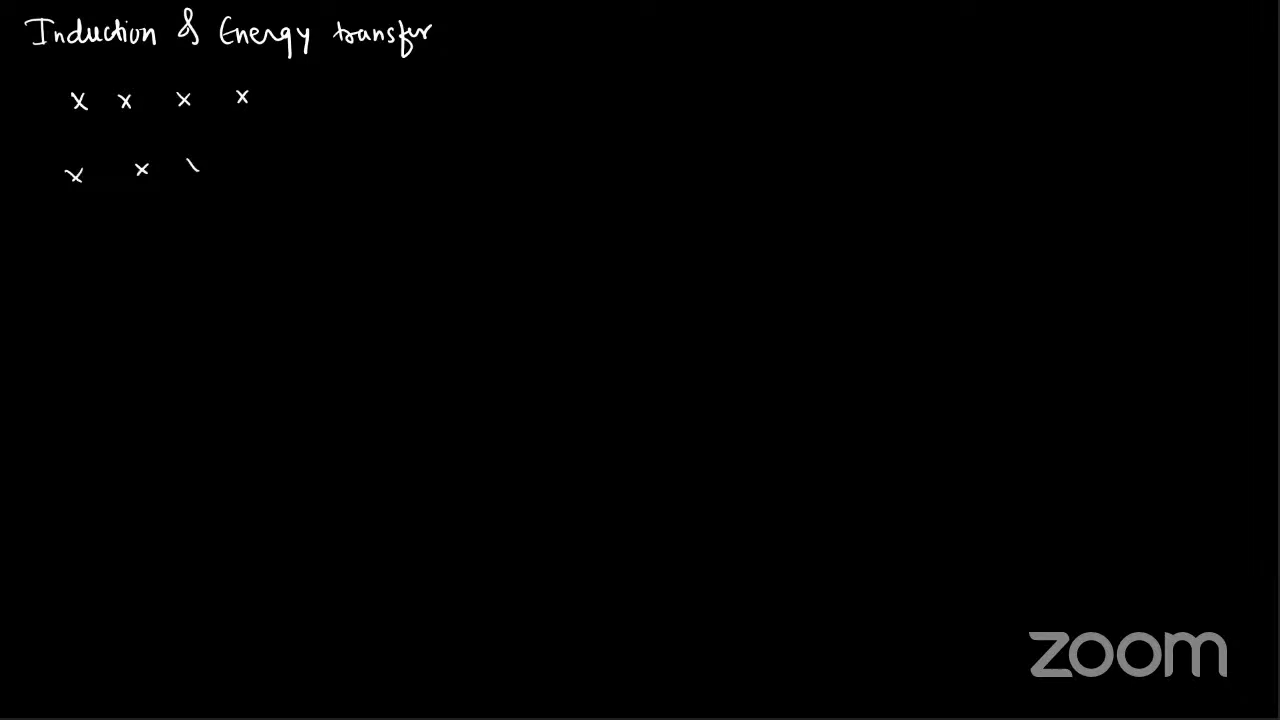 Induction & Energy transfer
x x x x
x x \
zoom